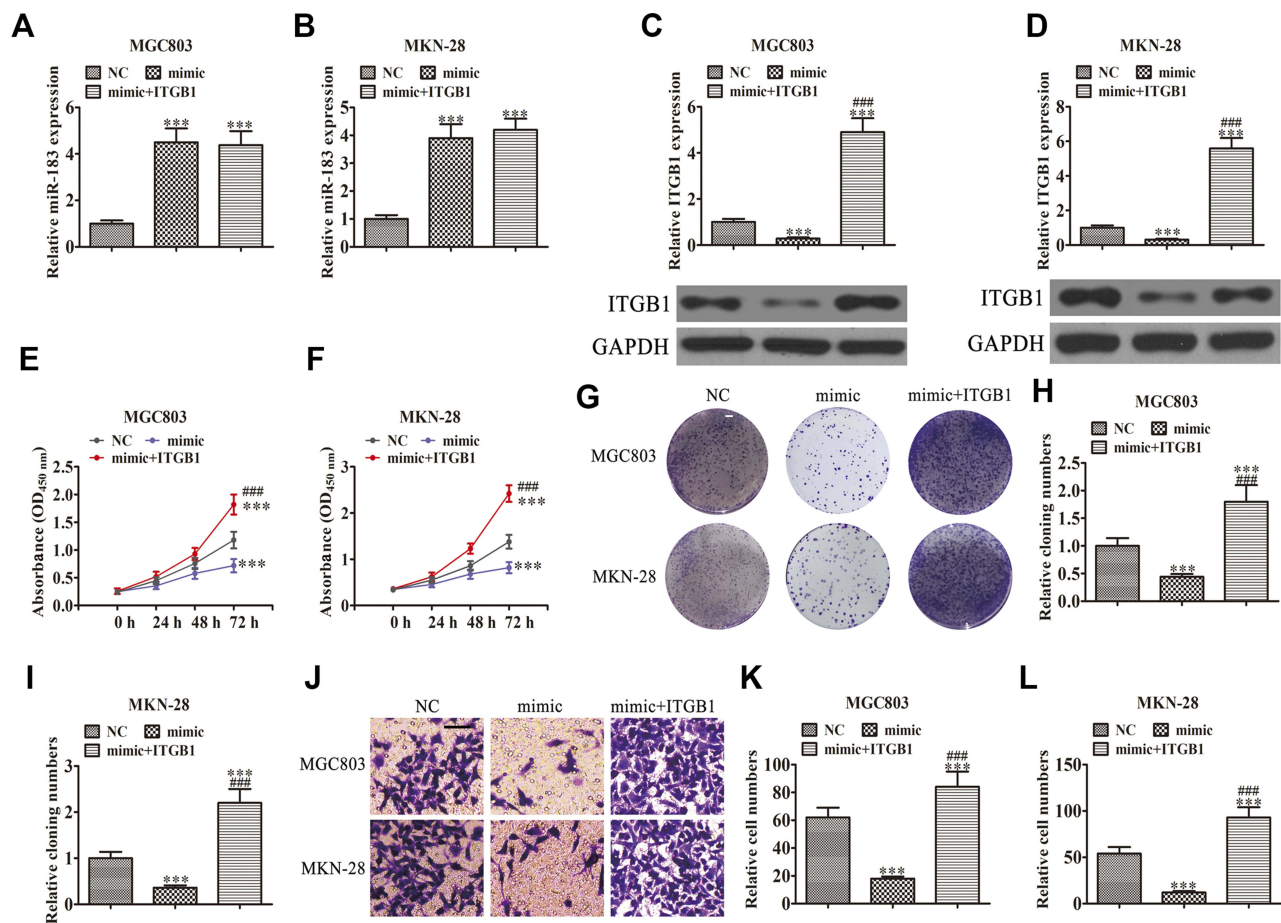 A
MGC803
NC mimic
mimic+ITGB1
Relative miR-183 expression
6
4
2
0
***
***
B
MKN-28
NC mimic
mimic+ITGB1
Relative miR-183 expression
5
4
3
2
1
0
***
***
C
MGC803
NC mimic
mimic+ITGB1
Relative ITGB1 expression
6
4
2
0
***
###
***
ITGB1
GAPDH
D
MKN-28
NC mimic
mimic+ITGB1
Relative ITGB1 expression
8
6
4
2
0
***
###
***
ITGB1
GAPDH
E
MGC803
NC mimic
mimic+ITGB1
Absorbance (OD450 nm)
2.5
2.0
1.5
1.0
0.5
0.0
0 h 24 h 48 h 72 h
###
***
***
F
MKN-28
NC mimic
mimic+ITGB1
Absorbance (OD450 nm)
3
2
1
0
0 h 24 h 48 h 72 h
###
***
***
G
NC mimic mimic+ITGB1
MGC803
MKN-28
H
MGC803
NC mimic
mimic+ITGB1
Relative cloning numbers
2.5
2.0
1.5
1.0
0.5
0.0
***
***
###
I
MKN-28
NC mimic
mimic+ITGB1
Relative cloning numbers
3
2
1
0
***
***
###
J
NC mimic mimic+ITGB1
MGC803
MKN-28
K
MGC803
NC mimic
mimic+ITGB1
Relative cell numbers
100
80
60
40
20
0
***
###
***
L
MKN-28
NC mimic
mimic+ITGB1
Relative cell numbers
150
100
50
0
***
###
***